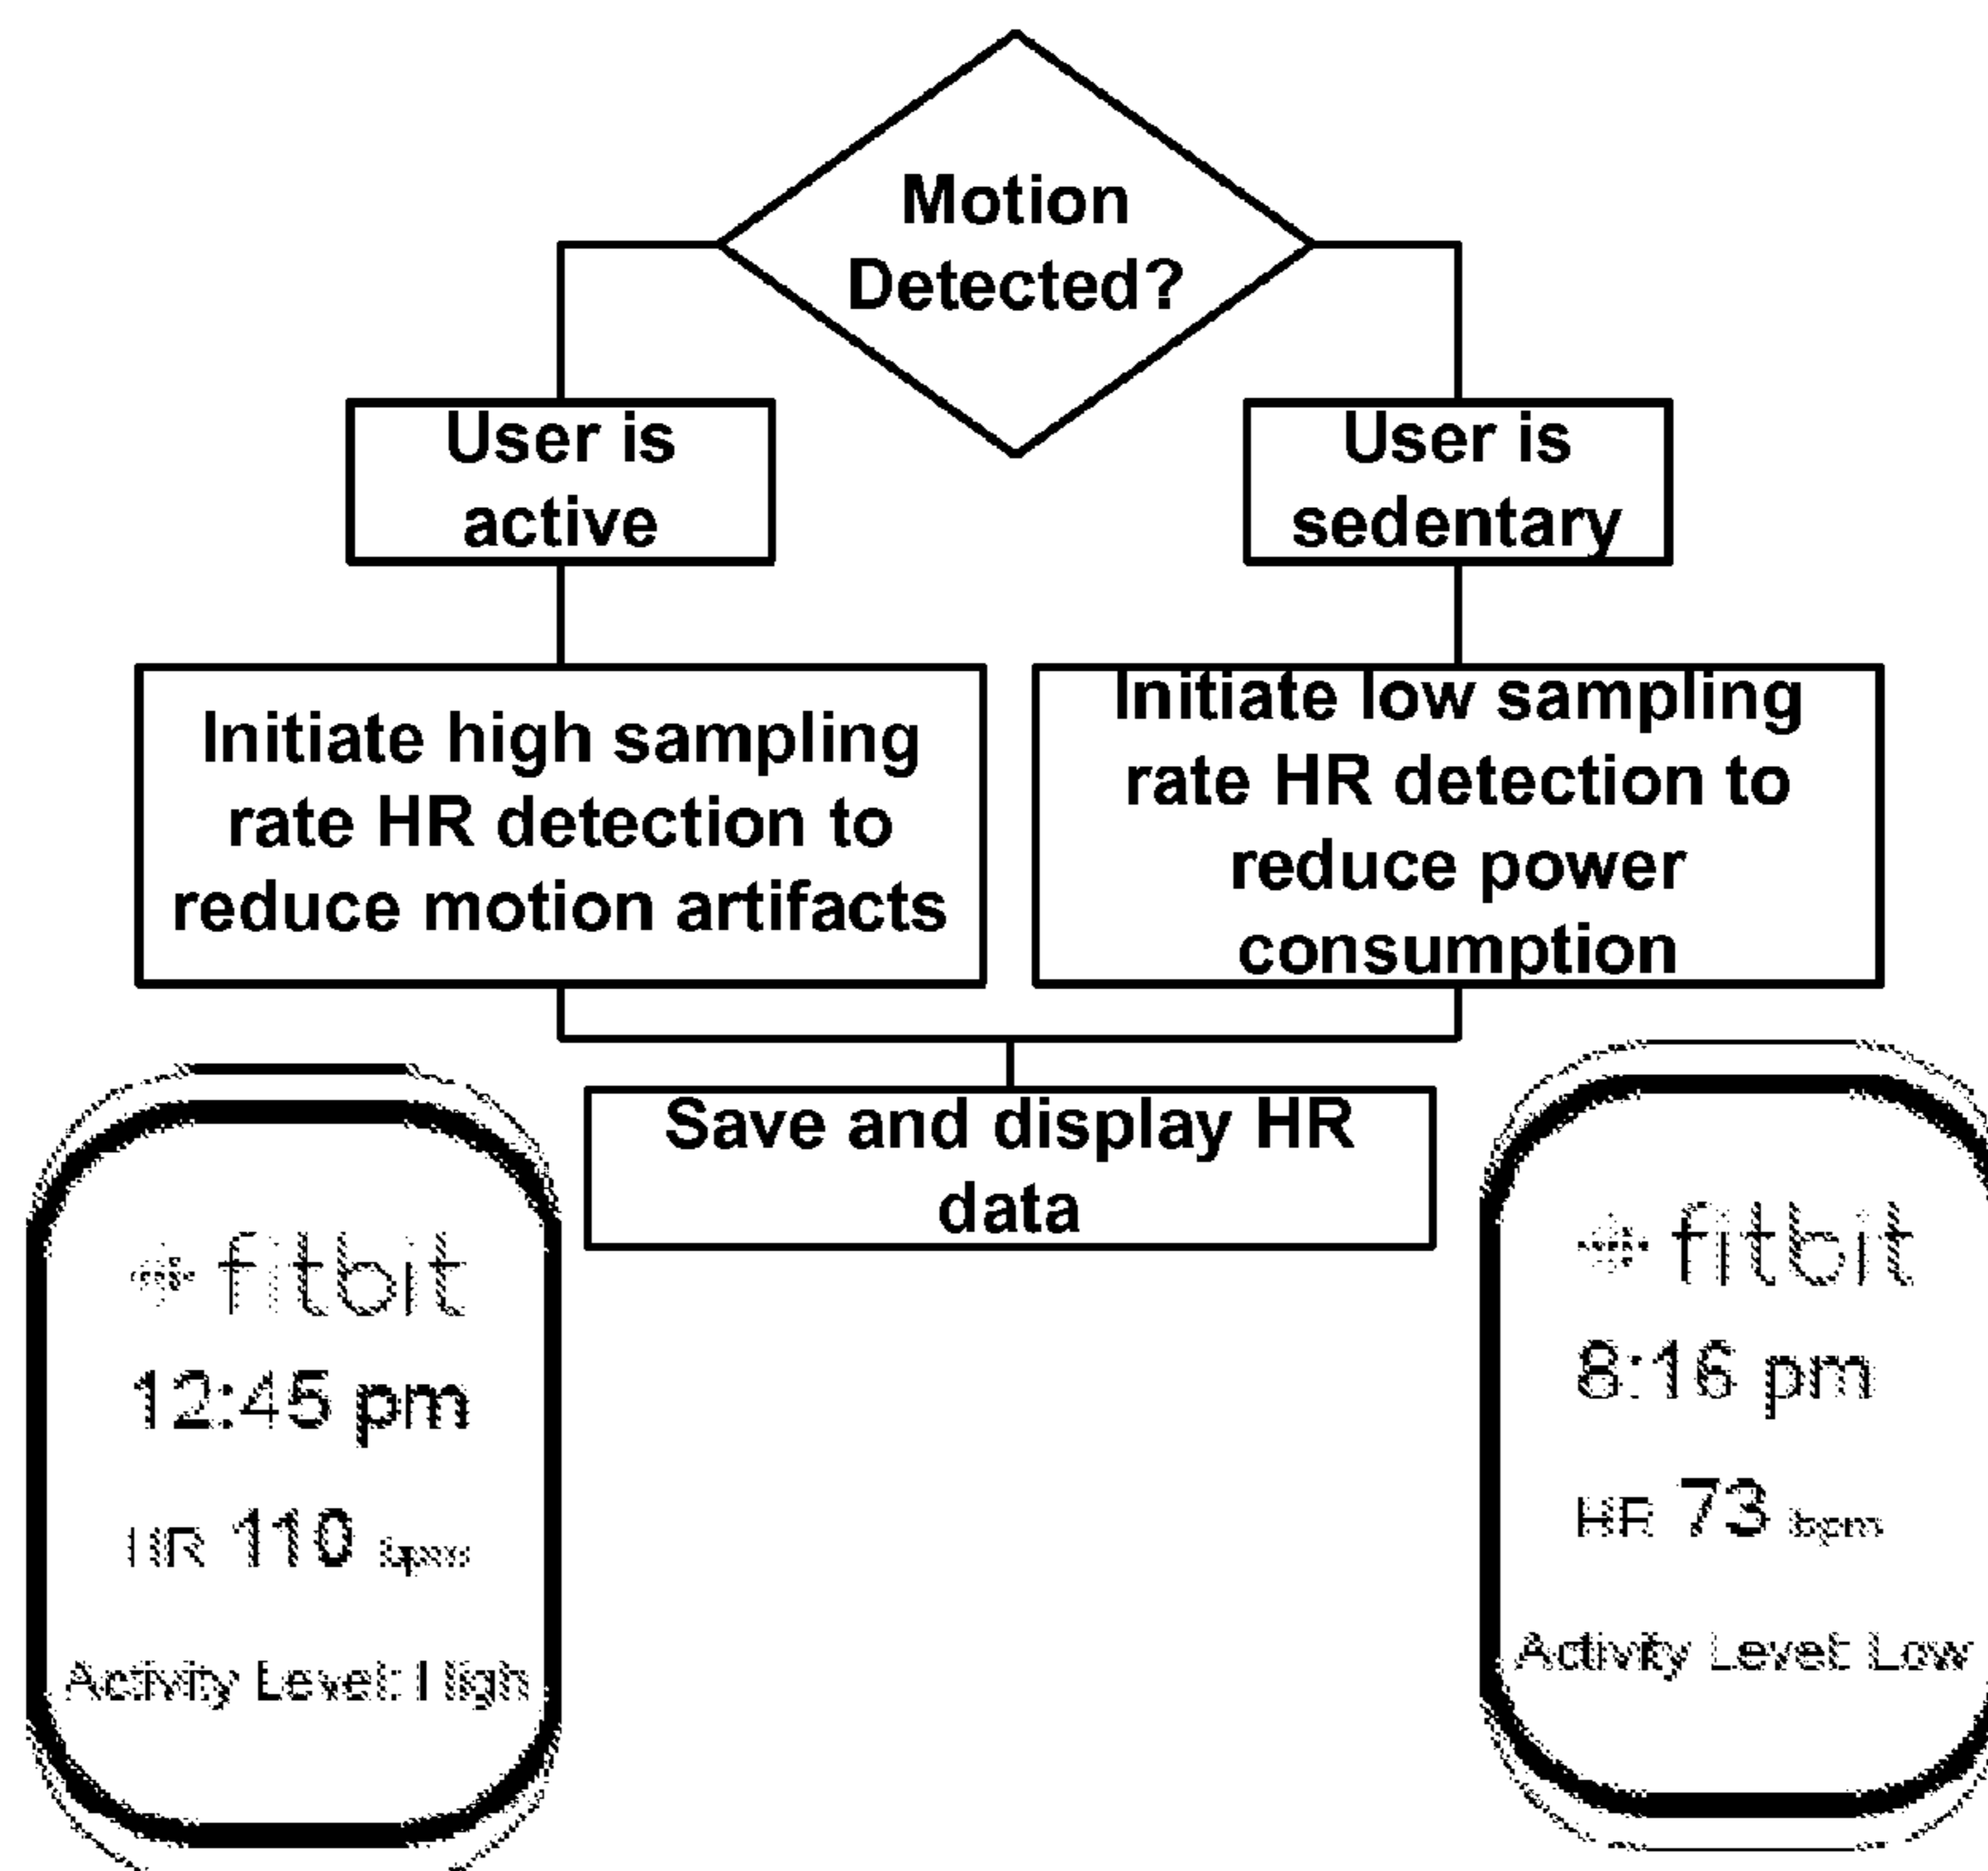 Motion
Detected?
User is
active
User is
sedentary
Initiate high sampling
rate HR detection to
reduce motion artifacts
Initiate low sampling
rate HR detection to
reduce power
consumption
Save and display HR
data
fitbit
12:45 pm
HR 110 bpm
Activity Level: High
fitbit
8:16 pm
HR 73 bpm
Activity Level: Low